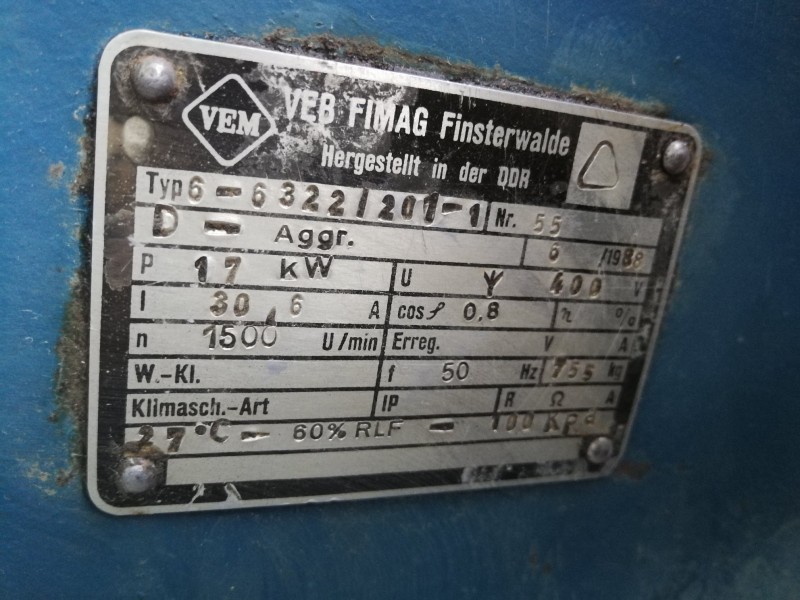 VEM
VEB FIMAG Finsterwalde
Hergestellt in der DDR
Typ 6-6322/201-1 Nr. 55
D - Aggr. 6 /1988
P 17 kW U Y 400 V
I 30,6 A cos φ 0,8 η %
n 1500 U/min Erreg. V A
W.-Kl. f 50 Hz 755 kg
Klimasch.-Art IP R Ω A
27°C - 60% RLF - 100 KPa